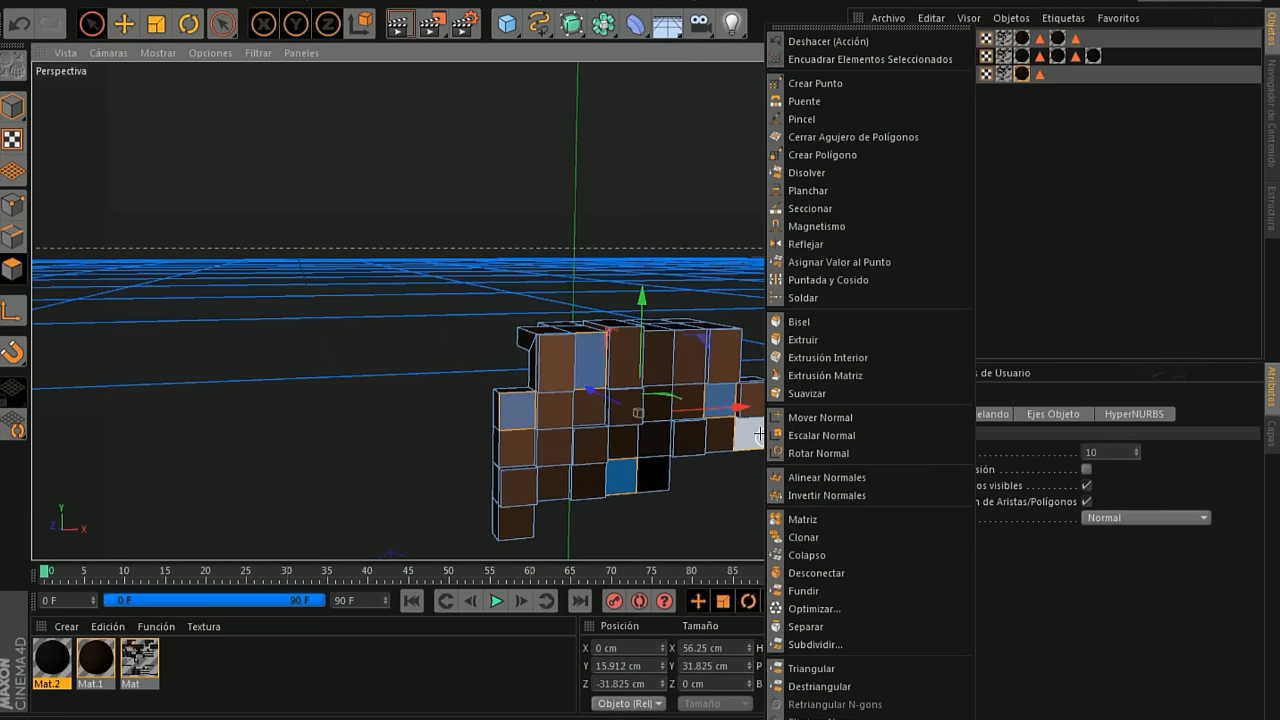 Archivo Editar Visor Objetos Etiquetas Favoritos
Vista Cámaras Mostrar Opciones Filtrar Paneles
Perspectiva
Deshacer (Acción)
Encuadrar Elementos Seleccionados
Crear Punto
Puente
Pincel
Cerrar Agujero de Polígonos
Crear Polígono
Disolver
Planchar
Seccionar
Magnetismo
Reflejar
Asignar Valor al Punto
Puntada y Cosido
Soldar
Bisel
Extruir
Extrusión Interior
Extrusión Matriz
Suavizar
Mover Normal
Escalar Normal
Rotar Normal
Alinear Normales
Invertir Normales
Matriz
Clonar
Colapso
Desconectar
Fundir
Optimizar...
Separar
Subdividir...
Triangular
Destriangular
Retriangular N-gons
Objetos
Navegador de Contenido
Estructura
Atributos
Capas
s de Usuario
elando Ejes Objeto HyperNURBS
10
sión
os visibles
n de Aristas/Polígonos
Normal
Y
Z X
0 5 10 15 20 25 30 35 40 45 50 55 60 65 70 75 80 85
0 F 0 F 90 F 90 F
Crear Edición Función Textura
Mat.2 Mat.1 Mat
Posición Tamaño
X 0 cm X 56.25 cm H
Y 15.912 cm Y 31.825 cm P
Z -31.825 cm Z 0 cm B
Objeto (Rel) Tamaño
MAXON
CINEMA4D